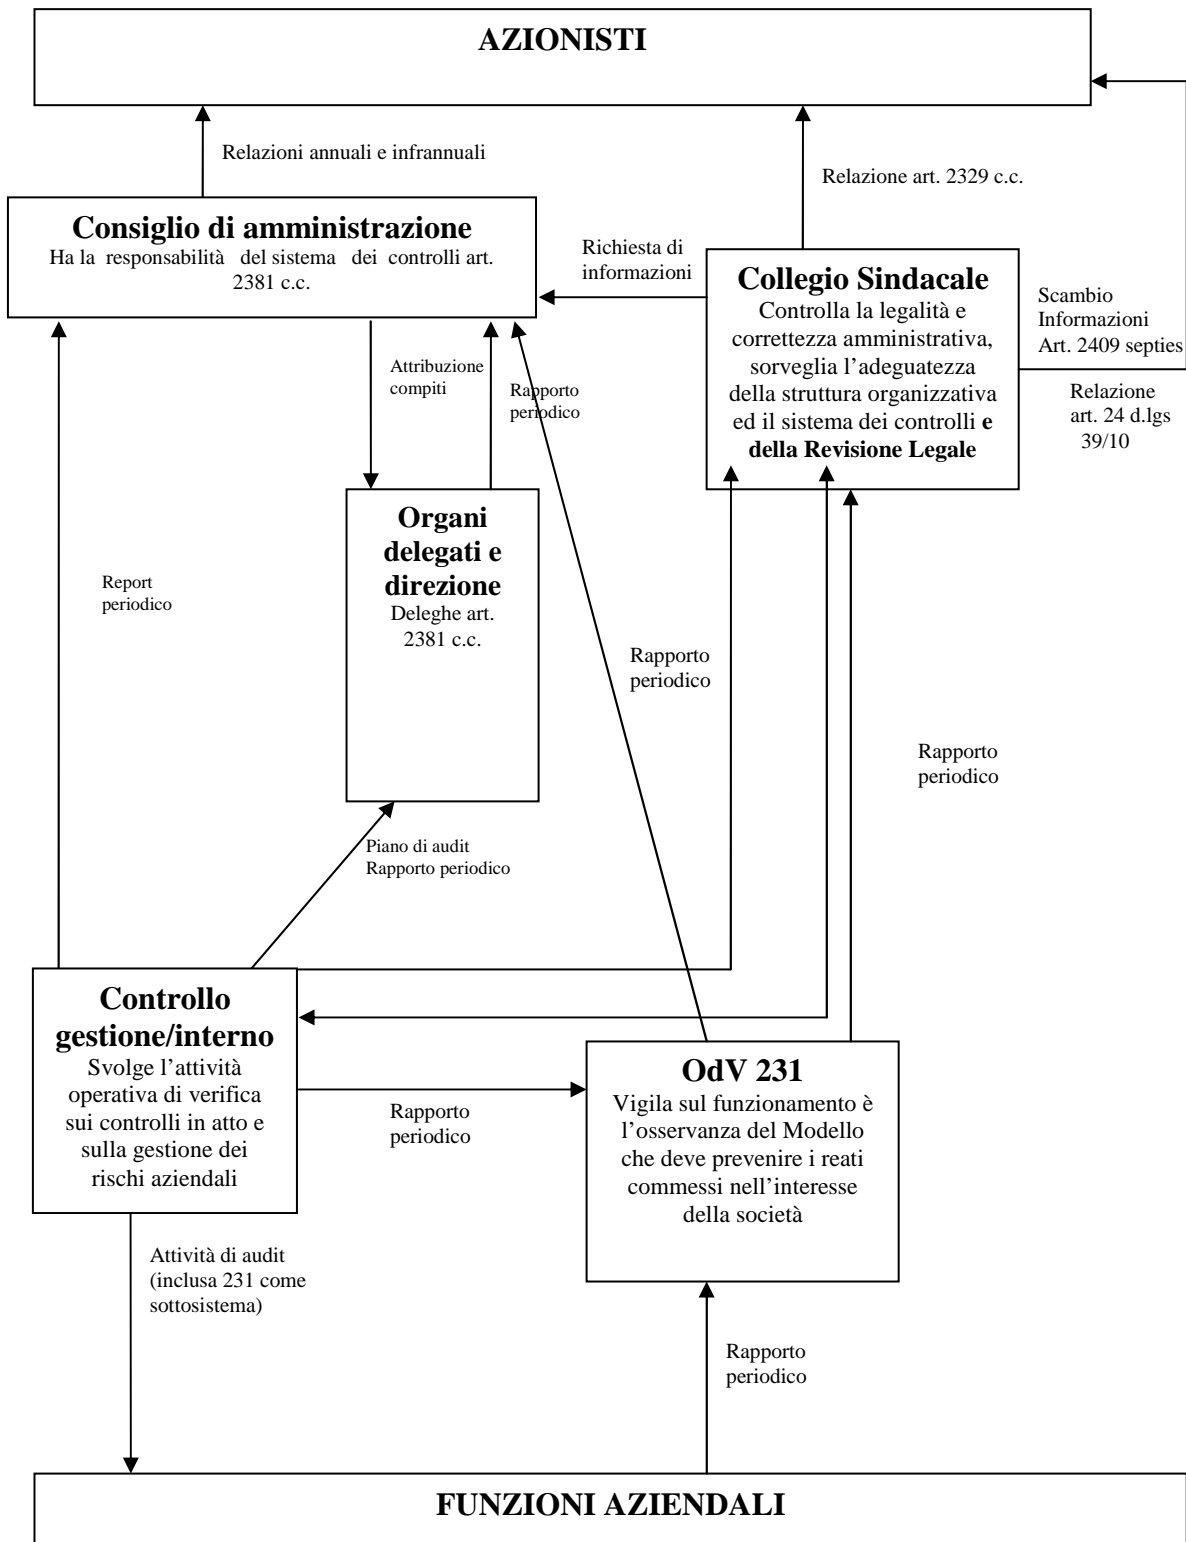 AZIONISTI
Relazioni annuali e infrannuali
Relazione art. 2329 c.c.
Consiglio di amministrazione
Ha la responsabilità del sistema dei controlli art.
2381 c.c.
Richiesta di
informazioni
Collegio Sindacale
Controlla la legalità e
correttezza amministrativa,
sorveglia l’adeguatezza
della struttura organizzativa
ed il sistema dei controlli e
della Revisione Legale
Scambio
Informazioni
Art. 2409 septies
Relazione
art. 24 d.lgs
39/10
Attribuzione
compiti
Rapporto
periodico
Organi
delegati e
direzione
Deleghe art.
2381 c.c.
Report
periodico
Rapporto
periodico
Rapporto
periodico
Piano di audit
Rapporto periodico
Controllo
gestione/interno
Svolge l’attività
operativa di verifica
sui controlli in atto e
sulla gestione dei
rischi aziendali
Rapporto
periodico
OdV 231
Vigila sul funzionamento è
l’osservanza del Modello
che deve prevenire i reati
commessi nell’interesse
della società
Attività di audit
(inclusa 231 come
sottosistema)
Rapporto
periodico
FUNZIONI AZIENDALI